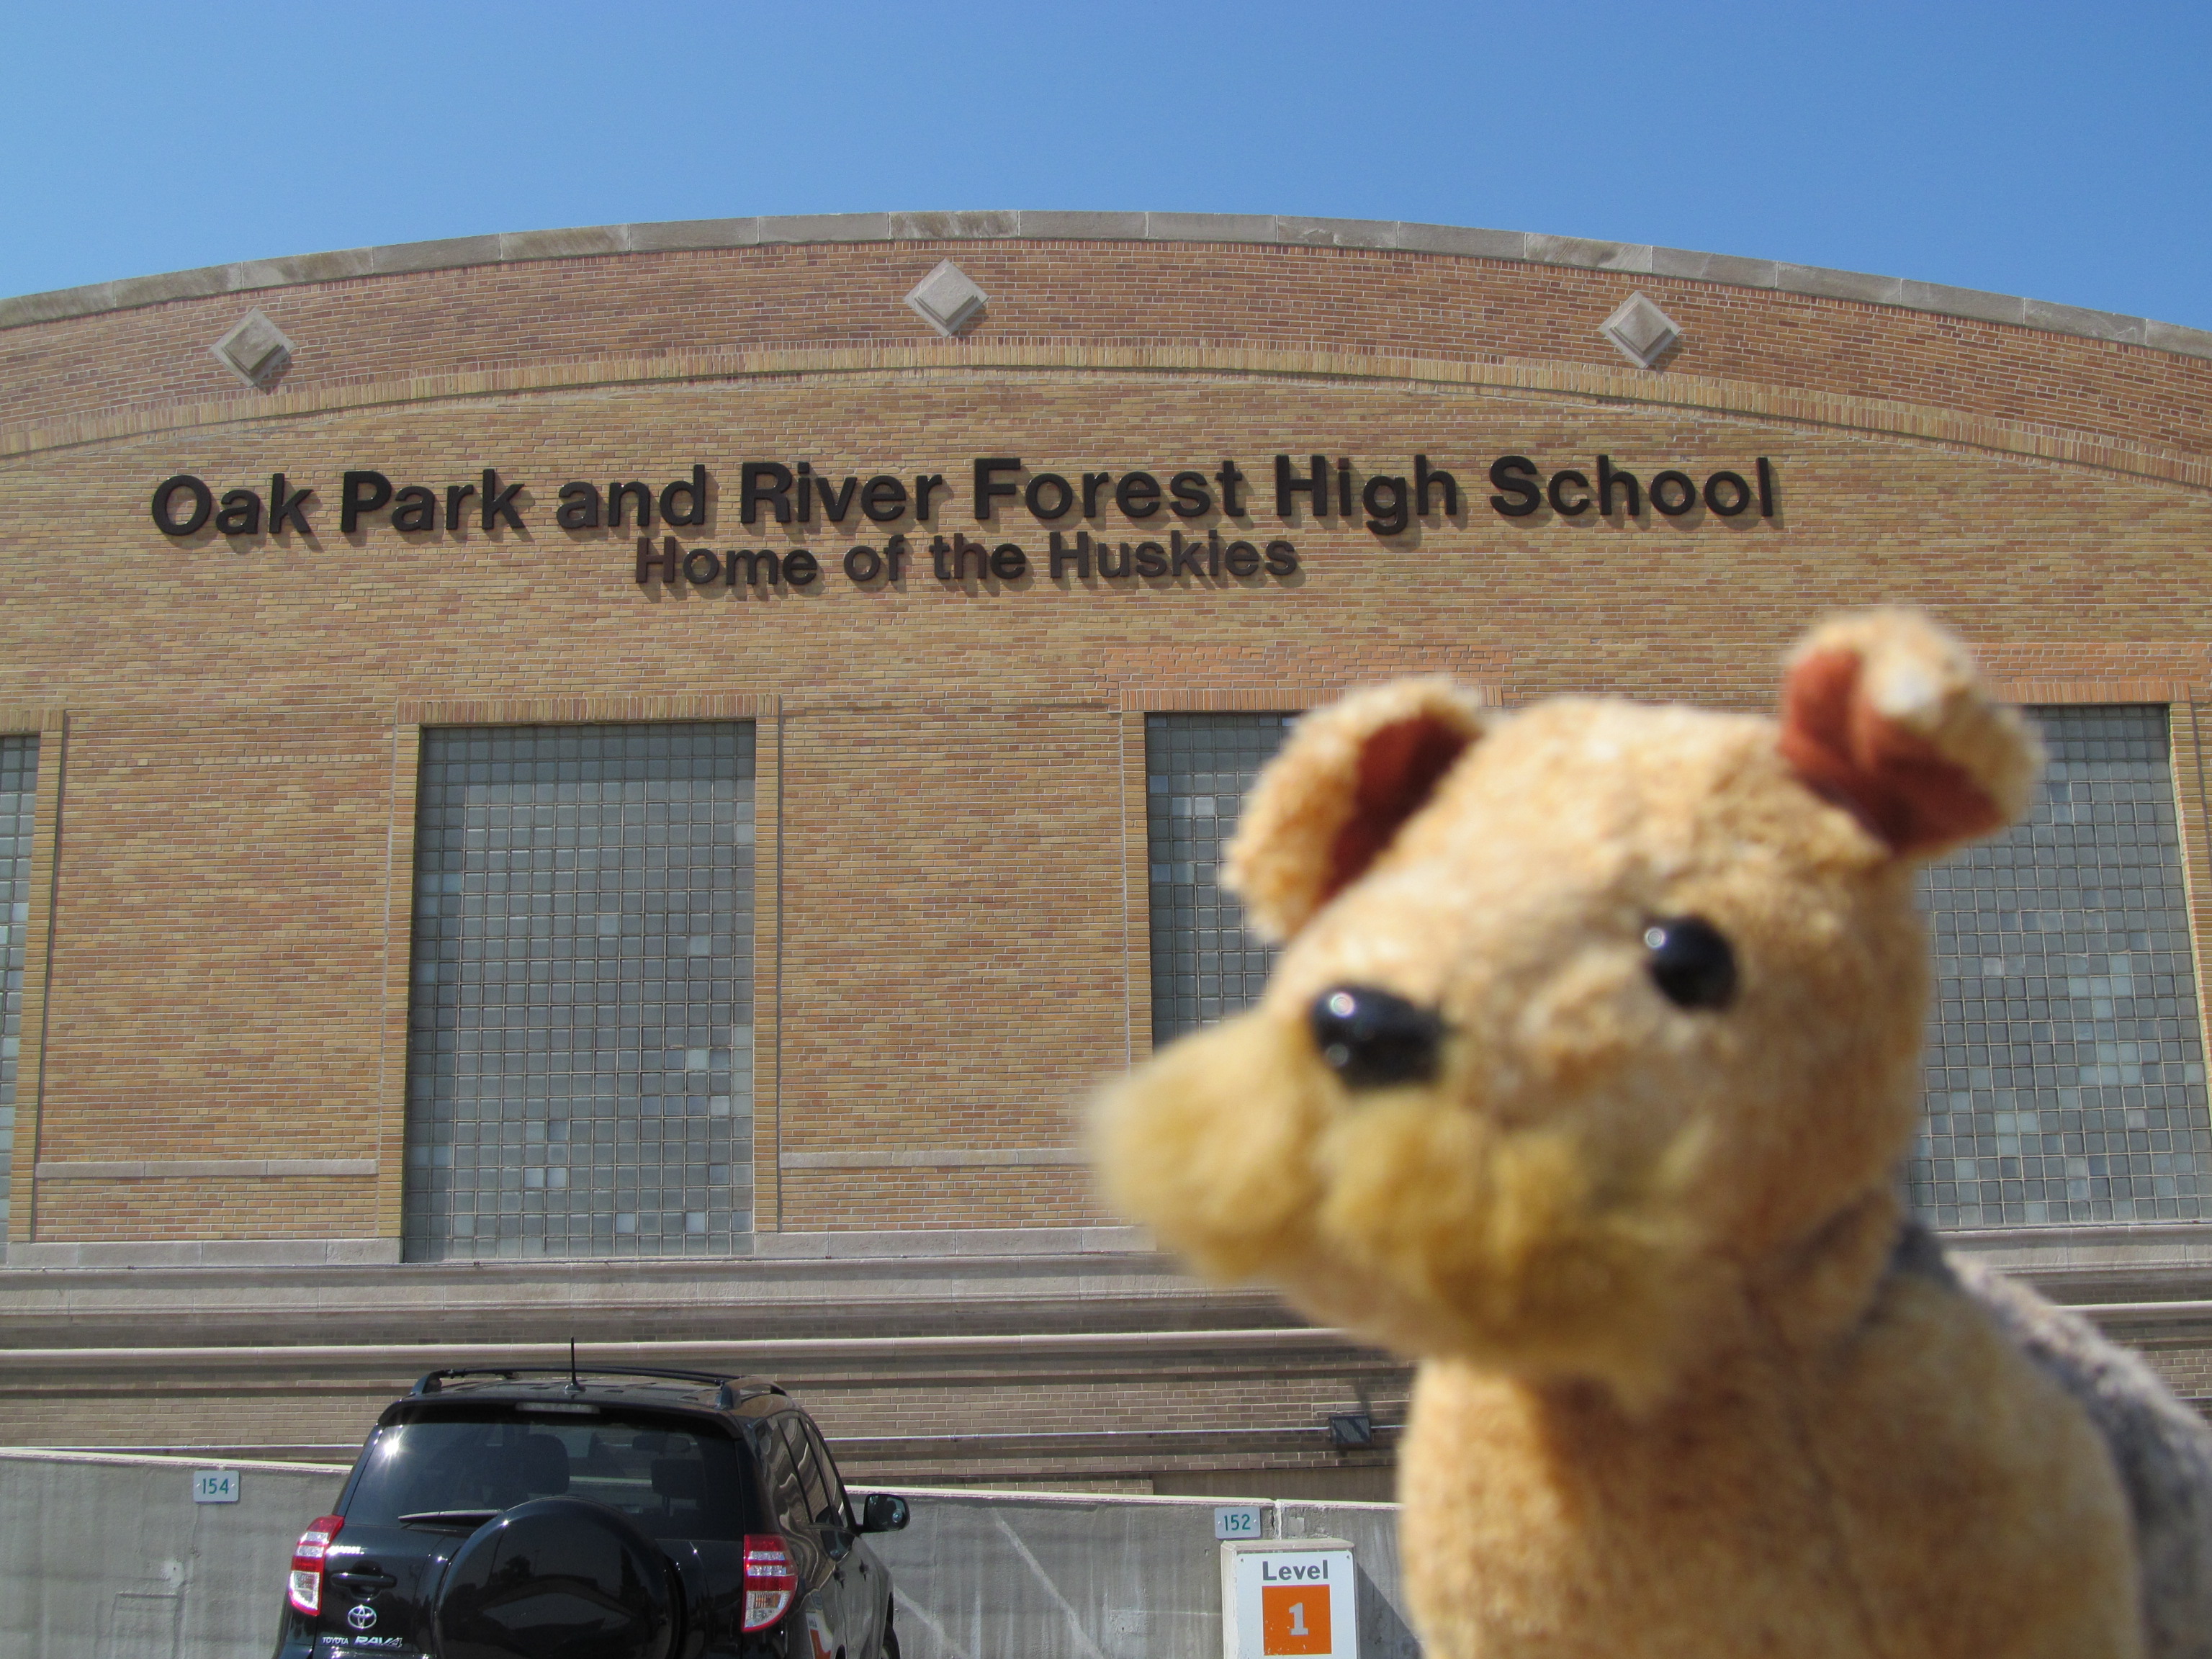 Oak Park and River Forest High School
Home of the Huskies
154
152
Level
1
TOYOTA RAV4